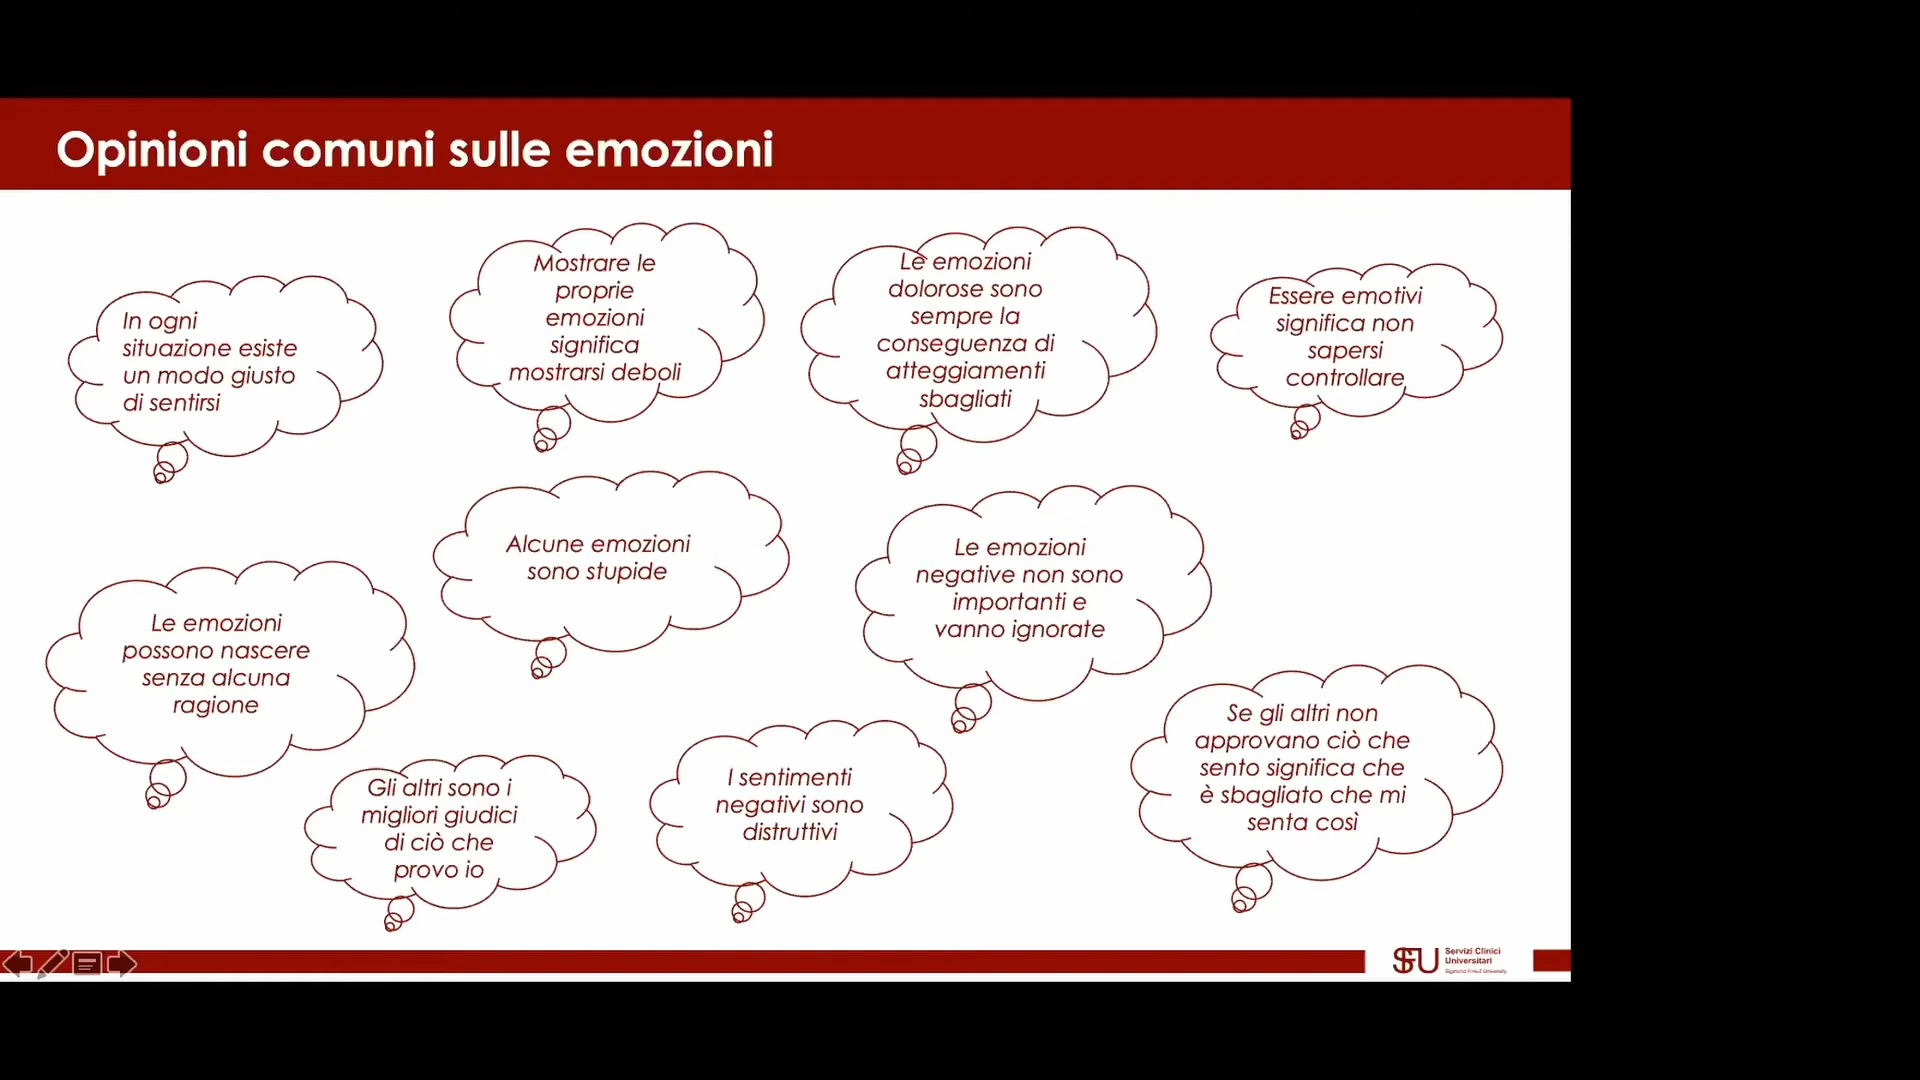 Opinioni comuni sulle emozioni
In ogni
situazione esiste
un modo giusto
di sentirsi
Mostrare le
proprie
emozioni
significa
mostrarsi deboli
Le emozioni
dolorose sono
sempre la
conseguenza di
atteggiamenti
sbagliati
Essere emotivi
significa non
sapersi
controllare
Le emozioni
possono nascere
senza alcuna
ragione
Alcune emozioni
sono stupide
Le emozioni
negative non sono
importanti e
vanno ignorate
Gli altri sono i
migliori giudici
di ciò che
provo io
I sentimenti
negativi sono
distruttivi
Se gli altri non
approvano ciò che
sento significa che
è sbagliato che mi
senta così
SFU
Servizi Clinici
Universitari
Sigmund Freud University